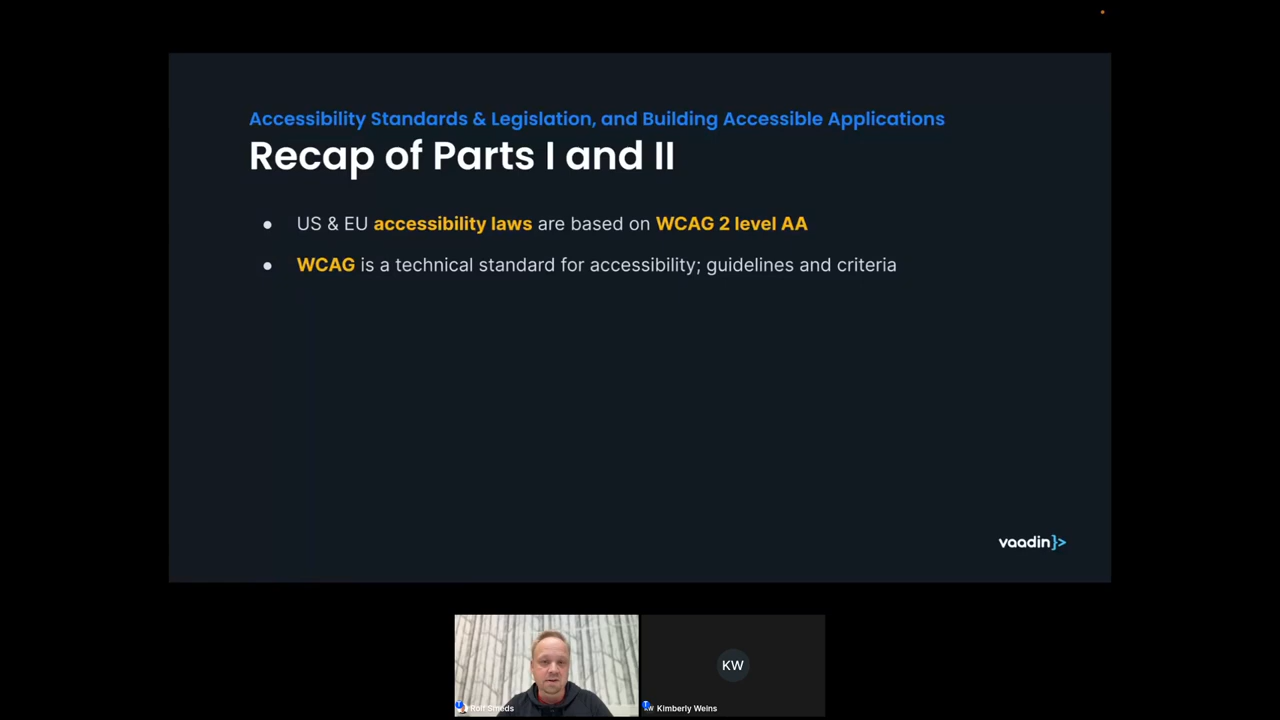 Accessibility Standards & Legislation, and Building Accessible Applications
Recap of Parts I and II
● US & EU accessibility laws are based on WCAG 2 level AA
● WCAG is a technical standard for accessibility; guidelines and criteria
vaadin}>
KW
Rolf Smeds
Kimberly Weins